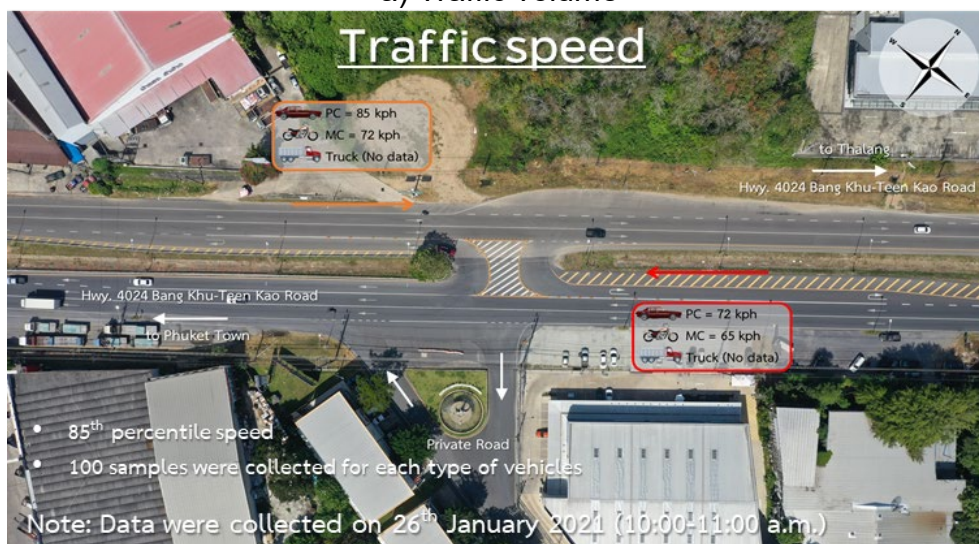 a) Traffic volume
Traffic speed
PC = 85 kph
MC = 72 kph
Truck (No data)
to Thalang
Hwy. 4024 Bang Khu-Teen Kao Road
Hwy. 4024 Bang Khu-Teen Kao Road
to Phuket Town
PC = 72 kph
MC = 65 kph
Truck (No data)
Private Road
• 85th percentile speed
• 100 samples were collected for each type of vehicles
Note: Data were collected on 26th January 2021 (10:00-11:00 a.m.)